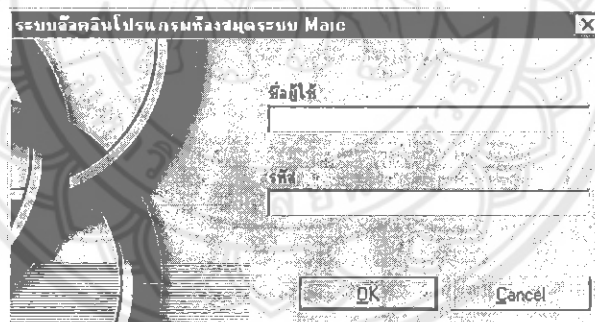 ระบบล๊อคอินโปรแกรมห้องสมุดระบบ Marc
ชื่อผู้ใช้
รหัส
OK
Cancel